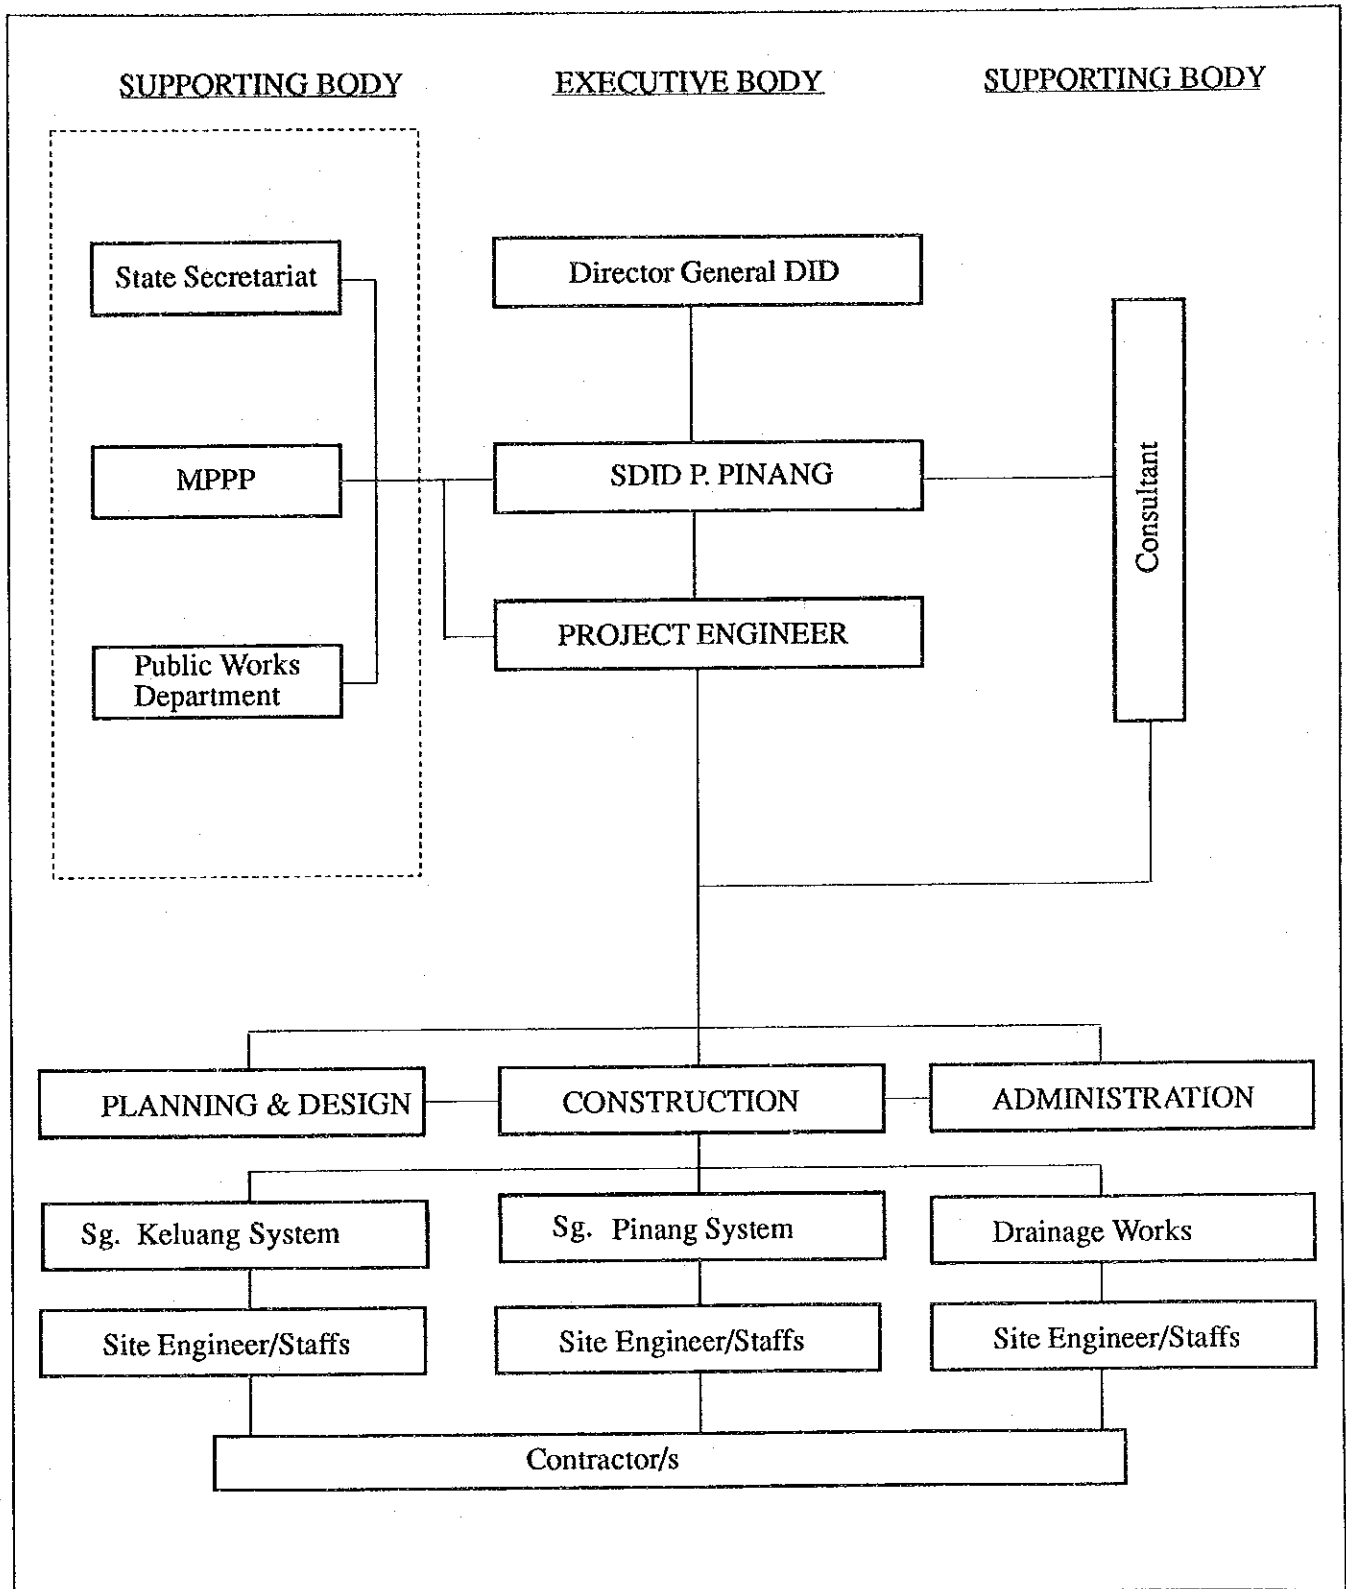 SUPPORTING BODY
EXECUTIVE BODY
SUPPORTING BODY
State Secretariat
Director General DID
MPPP
SDID P. PINANG
Consultant
PROJECT ENGINEER
Public Works
Department
PLANNING & DESIGN
CONSTRUCTION
ADMINISTRATION
Sg. Keluang System
Sg. Pinang System
Drainage Works
Site Engineer/Staffs
Site Engineer/Staffs
Site Engineer/Staffs
Contractor/s